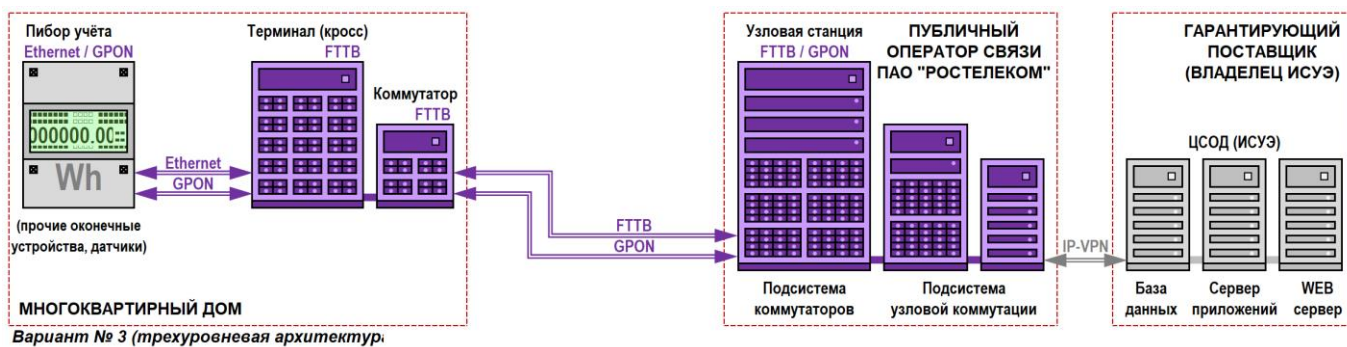 Пибор учёта
Ethernet / GPON
000000.00
Wh
(прочие оконечные
устройства, датчики)
Терминал (кросс)
FTTB
Коммутатор
FTTB
Ethernet
GPON
МНОГОКВАРТИРНЫЙ ДОМ
FTTB
GPON
Узловая станция
FTTB / GPON
ПУБЛИЧНЫЙ
ОПЕРАТОР СВЯЗИ
ПАО "РОСТЕЛЕКОМ"
Подсистема
коммутаторов
Подсистема
узловой коммутации
IP-VPN
ГАРАНТИРУЮЩИЙ
ПОСТАВЩИК
(ВЛАДЕЛЕЦ ИСУЭ)
ЦСОД (ИСУЭ)
База
данных
Сервер
приложений
WEB
сервер
Вариант № 3 (трехуровневая архитектура